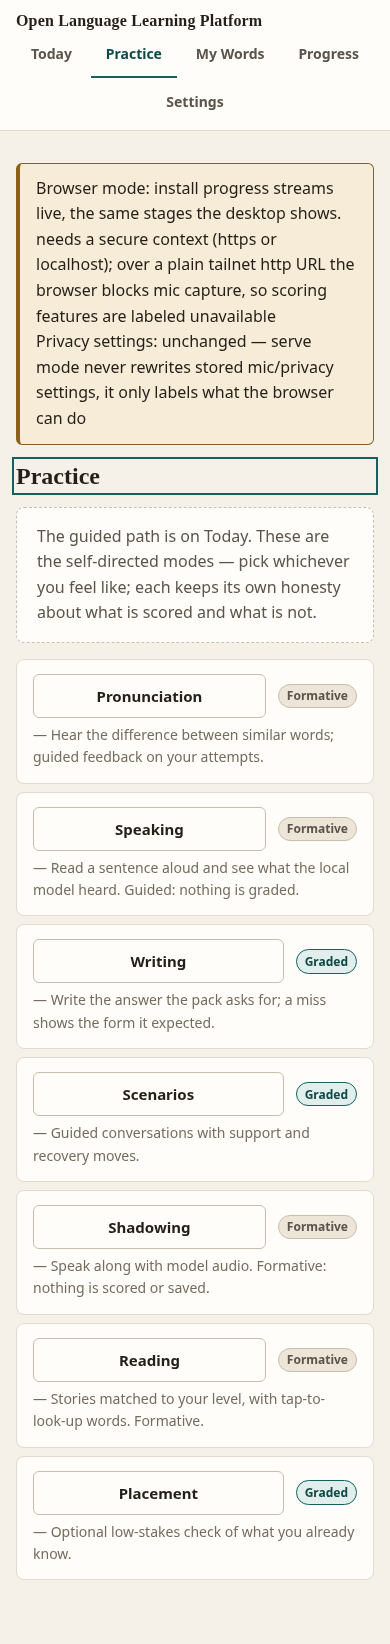 Open Language Learning Platform
Today Practice My Words Progress
Settings
Browser mode: install progress streams
live, the same stages the desktop shows.
needs a secure context (https or
localhost); over a plain tailnet http URL the
browser blocks mic capture, so scoring
features are labeled unavailable
Privacy settings: unchanged — serve
mode never rewrites stored mic/privacy
settings, it only labels what the browser
can do
Practice
The guided path is on Today. These are
the self-directed modes — pick whichever
you feel like; each keeps its own honesty
about what is scored and what is not.
Pronunciation Formative
— Hear the difference between similar words;
guided feedback on your attempts.
Speaking Formative
— Read a sentence aloud and see what the local
model heard. Guided: nothing is graded.
Writing Graded
— Write the answer the pack asks for; a miss
shows the form it expected.
Scenarios Graded
— Guided conversations with support and
recovery moves.
Shadowing Formative
— Speak along with model audio. Formative:
nothing is scored or saved.
Reading Formative
— Stories matched to your level, with tap-to-
look-up words. Formative.
Placement Graded
— Optional low-stakes check of what you already
know.